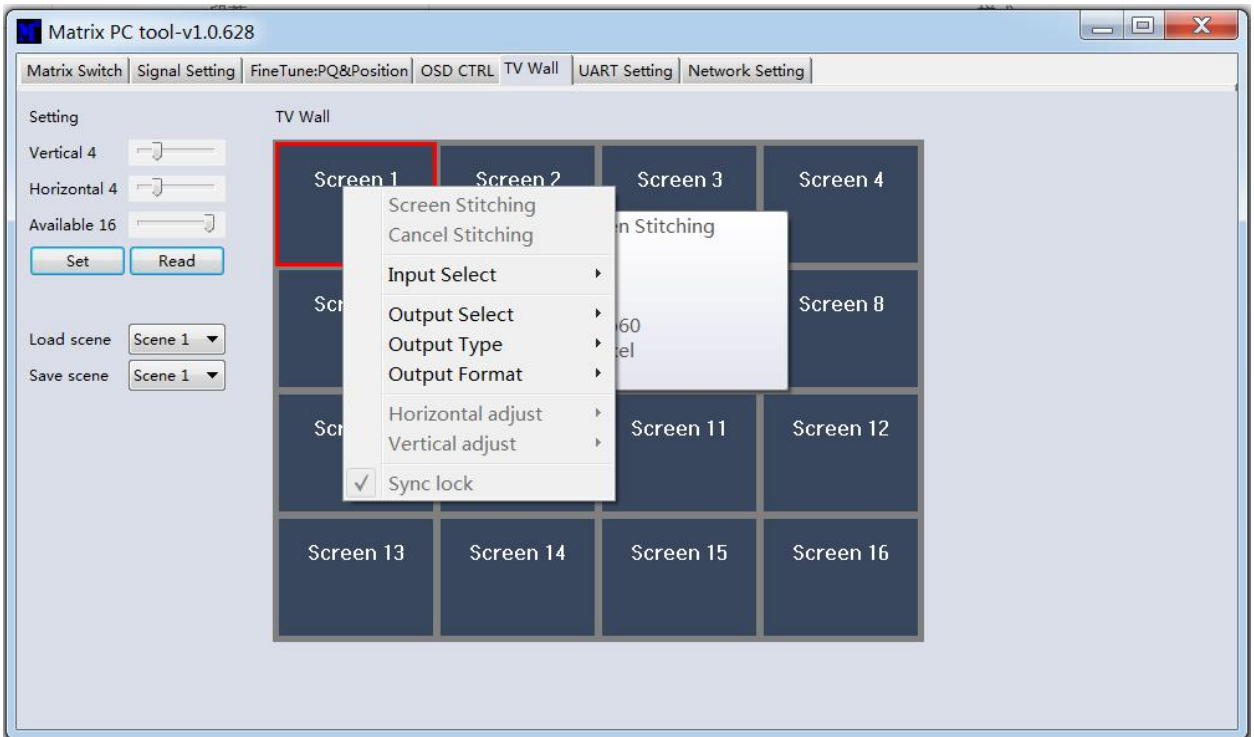 Matrix PC tool-v1.0.628
Matrix Switch Signal Setting FineTune:PQ&Position OSD CTRL TV Wall UART Setting Network Setting
Setting
Vertical 4
Horizontal 4
Available 16
Set Read
Load scene Scene 1
Save scene Scene 1
TV Wall
Screen 1 Screen 2 Screen 3 Screen 4
Screen Stitching
Cancel Stitching
Input Select
Output Select
Output Type
Output Format
Horizontal adjust
Vertical adjust
Sync lock
Stitching
Screen 8
Screen 11 Screen 12
Screen 13 Screen 14 Screen 15 Screen 16